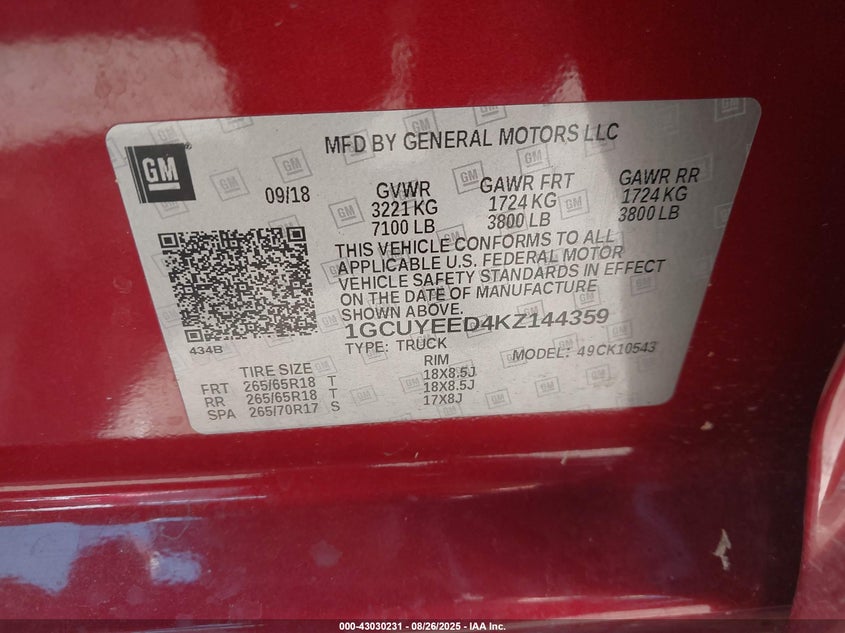 MFD BY GENERAL MOTORS LLC
GM
09/18
GVWR GAWR FRT GAWR RR
3221 KG 1724 KG 1724 KG
7100 LB 3800 LB 3800 LB
THIS VEHICLE CONFORMS TO ALL
APPLICABLE U.S. FEDERAL MOTOR
VEHICLE SAFETY STANDARDS IN EFFECT
ON THE DATE OF MANUFACTURE
SHOWN ABOVE.
1GCUYEED4KZ144359
434B
TYPE: TRUCK MODEL: 49CK10543
TIRE SIZE RIM
FRT 265/65R18 T 18X8.5J
RR 265/65R18 T 18X8.5J
SPA 265/70R17 S 17X8J
000-43030231 - 08/26/2025 - IAA Inc.